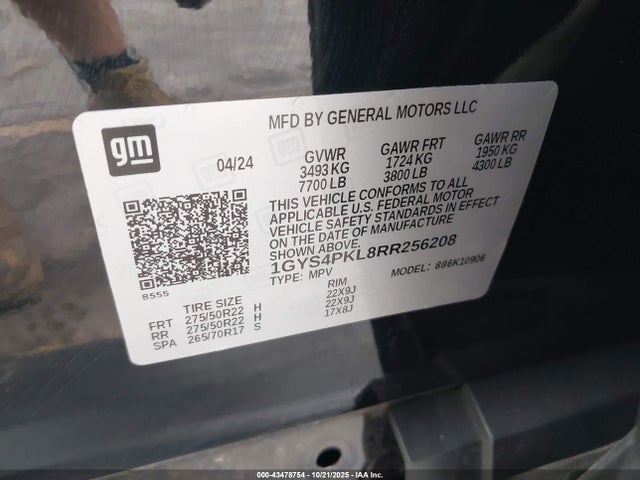 MFD BY GENERAL MOTORS LLC
gm
04/24 GVWR GAWR FRT GAWR RR
3493 KG 1724 KG 1950 KG
7700 LB 3800 LB 4300 LB
THIS VEHICLE CONFORMS TO ALL
APPLICABLE U.S. FEDERAL MOTOR
VEHICLE SAFETY STANDARDS IN EFFECT
ON THE DATE OF MANUFACTURE
SHOWN ABOVE.
1GYS4PKL8RR256208
TYPE: MPV MODEL: 886K10906
8555
TIRE SIZE RIM
FRT 275/50R22 H 22X9J
RR 275/50R22 H 22X9J
SPA 265/70R17 S 17X8J
000-43478754 - 10/21/2025 - IAA Inc.